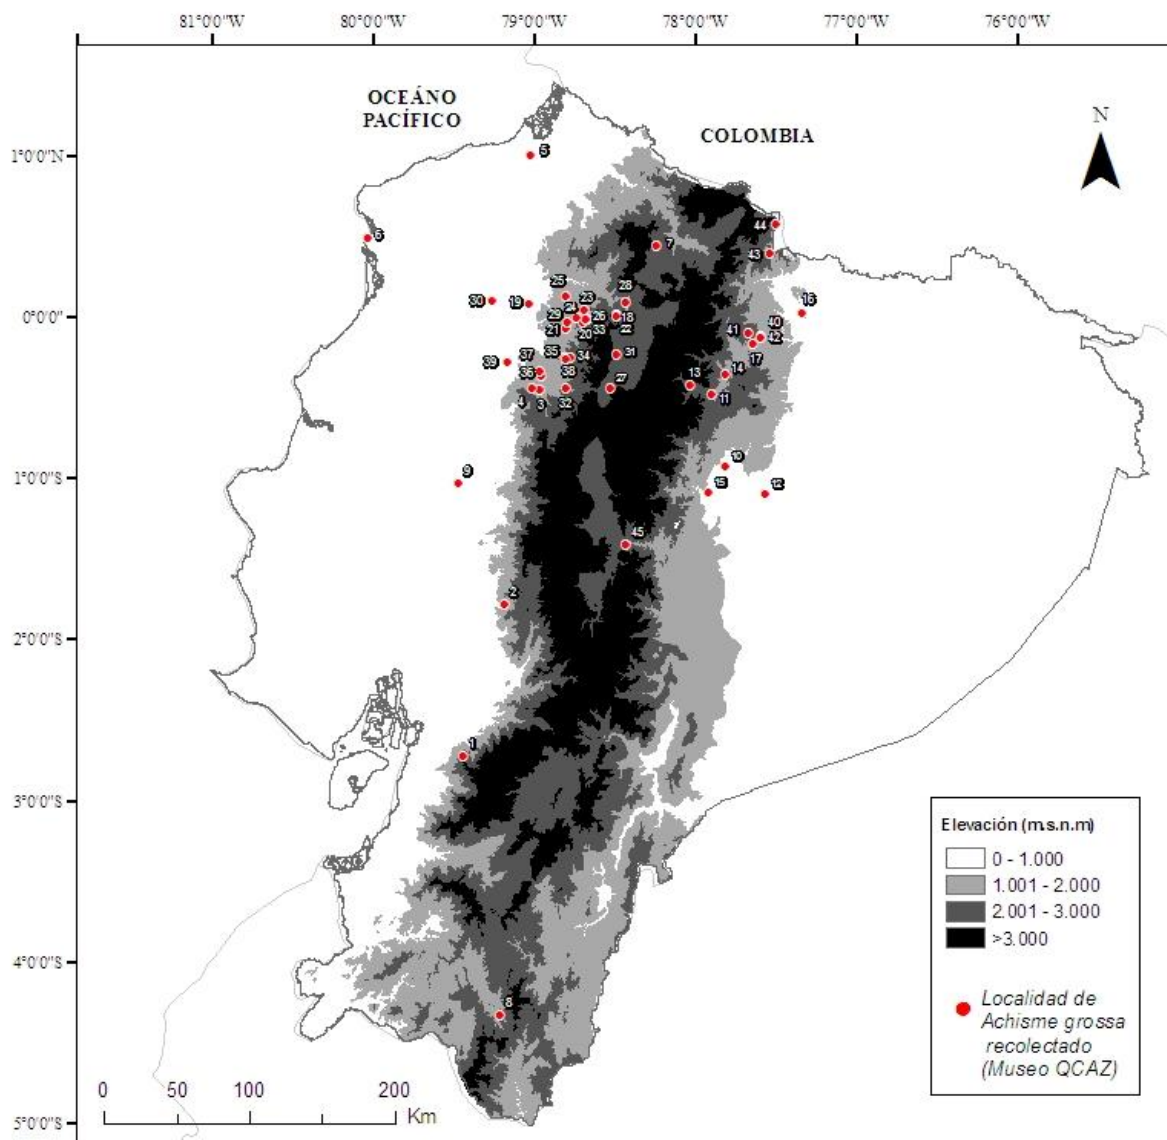 81°0'0"W 80°0'0"W 79°0'0"W 78°0'0"W 77°0'0"W 76°0'0"W
OCEÁNO
PACÍFICO
COLOMBIA
N
1°0'0"N
5
44
6
7
43
25
23
28
16
30
19
24
0°0'0"
29
26
18
40
41
21
20
33
22
42
17
37
35
34
31
39
36
38
13
14
27
11
4
3
32
10
9
1°0'0"S
15
12
45
2
2°0'0"S
1
3°0'0"S
Elevación (m.s.n.m)
0 - 1.000
1.001 - 2.000
2.001 - 3.000
>3.000
4°0'0"S
8
Localidad de
Achisme grossa
recolectado
(Museo QCAZ)
0 50 100 200
Km
5°0'0"S